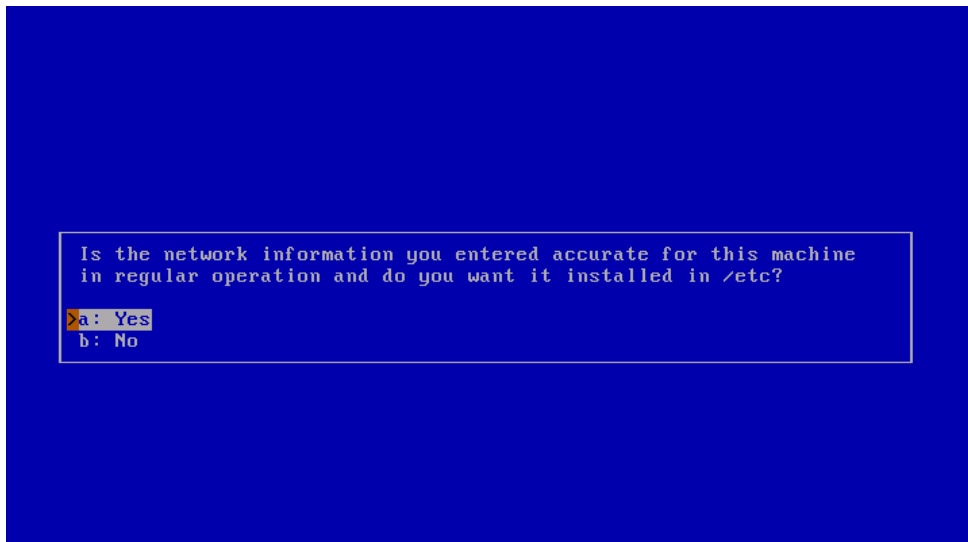 Is the network information you entered accurate for this machine
in regular operation and do you want it installed in /etc?
>a: Yes
b: No